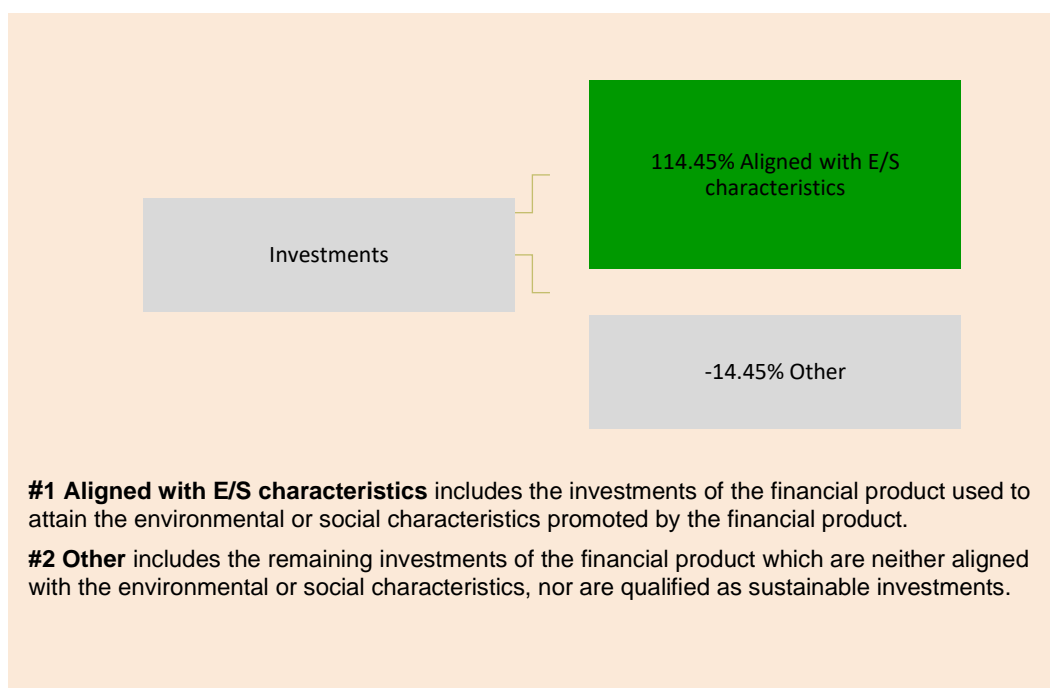 114.45% Aligned with E/S
characteristics
Investments
-14.45% Other
#1 Aligned with E/S characteristics includes the investments of the financial product used to
attain the environmental or social characteristics promoted by the financial product.
#2 Other includes the remaining investments of the financial product which are neither aligned
with the environmental or social characteristics, nor are qualified as sustainable investments.